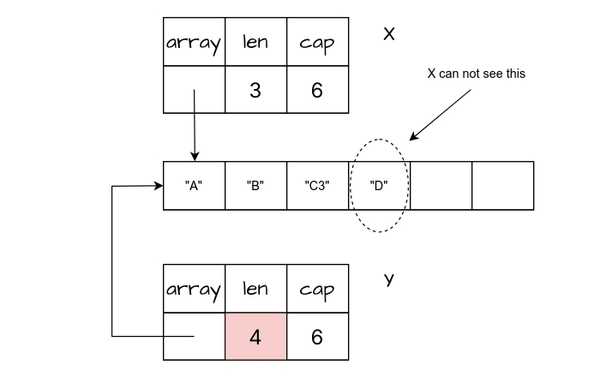 array len cap X
3 6
X can not see this
"A" "B" "C3" "D"
array len cap y
4 6